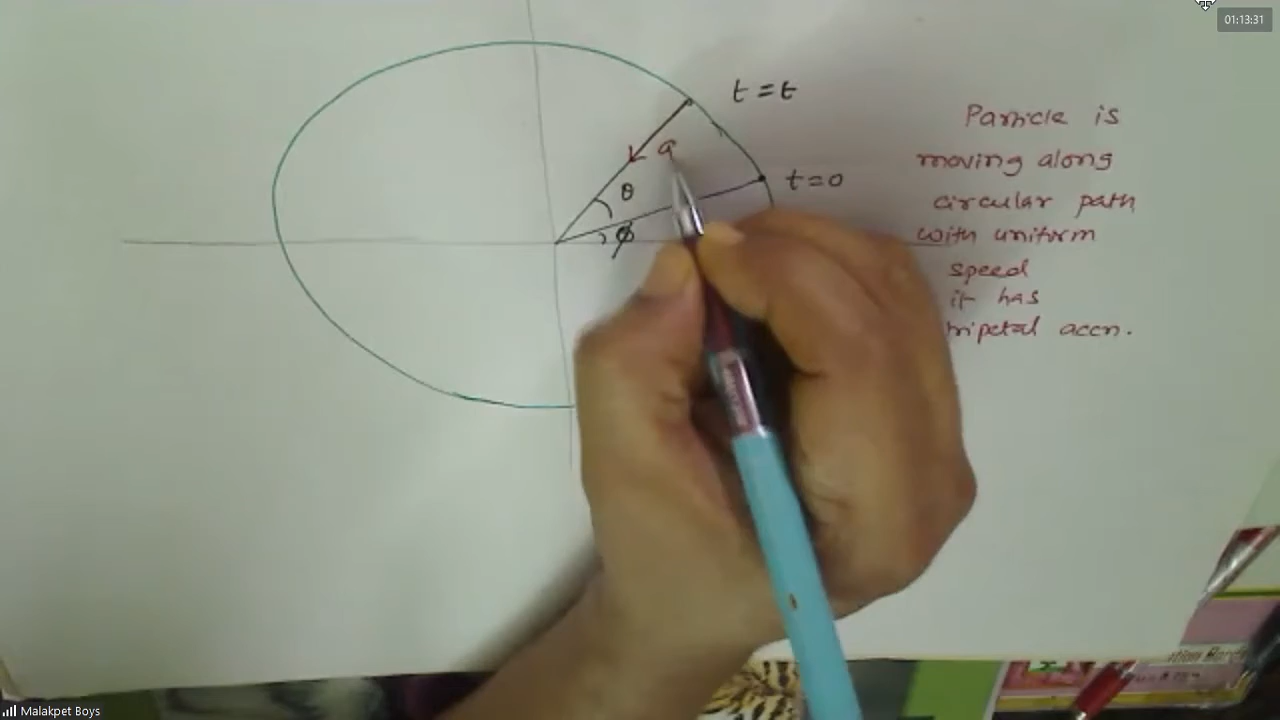 01:13:31
t = t
a
t=0
θ
φ
Particle is
moving along
circular path
with uniform
speed
it has
ripetal accn.
Malakpet Boys